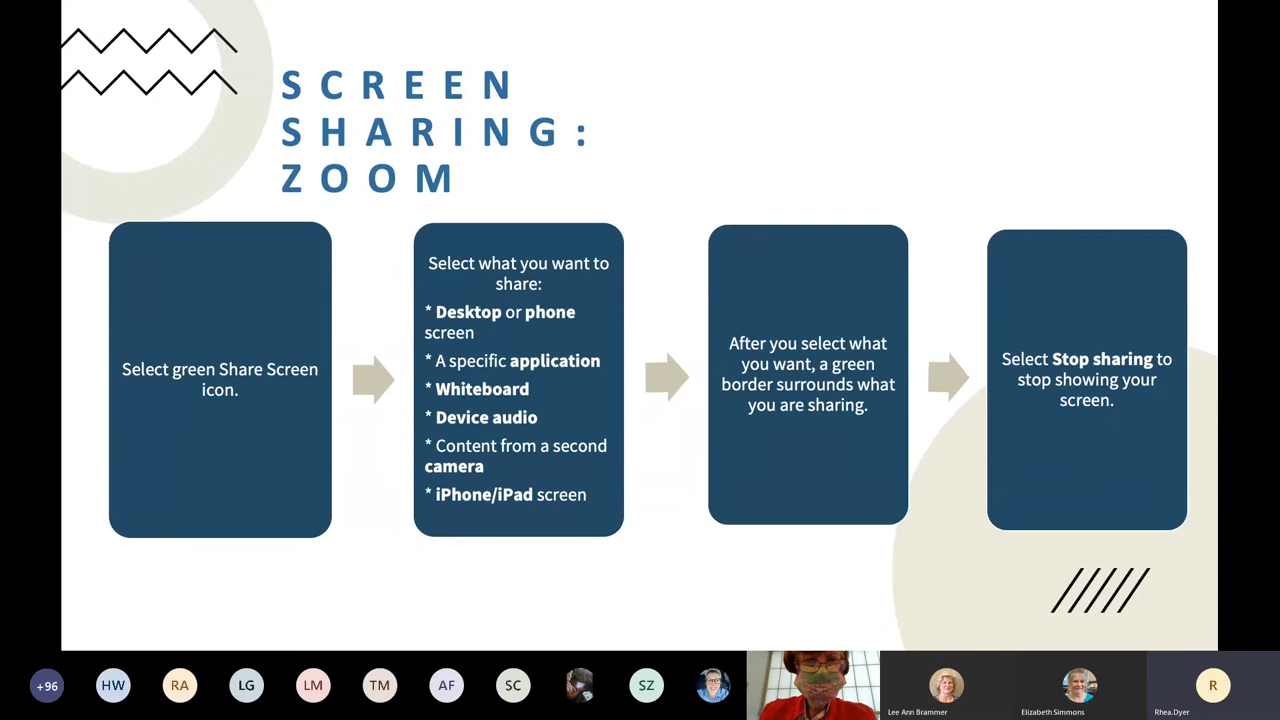 SCREEN
SHARING:
ZOOM
Select green Share Screen
icon.
Select what you want to
share:
* Desktop or phone
screen
* A specific application
* Whiteboard
* Device audio
* Content from a second
camera
* iPhone/iPad screen
After you select what
you want, a green
border surrounds what
you are sharing.
Select Stop sharing to
stop showing your
screen.
+96
HW
RA
LG
LM
TM
AF
SC
SZ
R
Lee Ann Brammer
Elizabeth Simmons
Rhea.Dyer